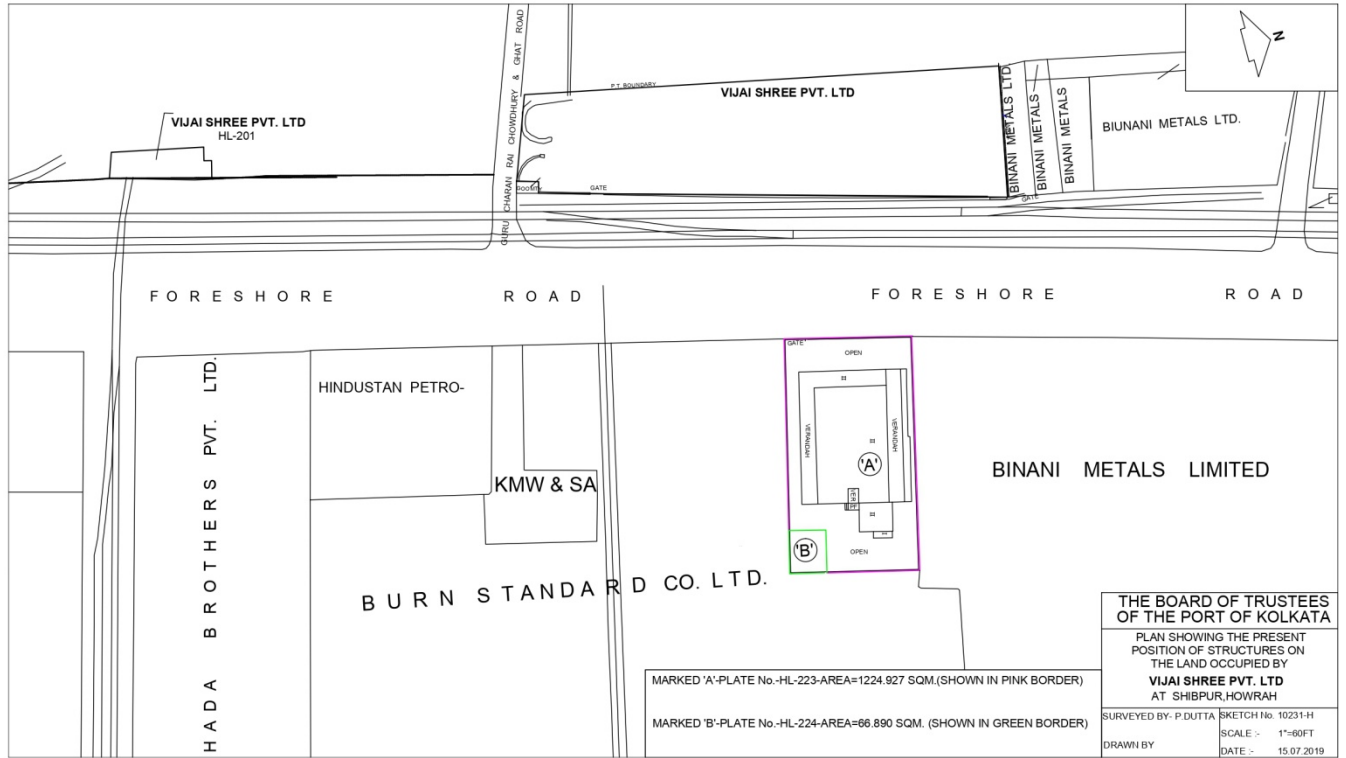 N
P.T. BOUNDARY
VIJAI SHREE PVT. LTD
HL-201
VIJAI SHREE PVT. LTD
GURU CHARAN RAI CHOWDHURY & GHAT ROAD
BINANI METALS LTD.
BINANI METALS
BINANI METALS
BIUNANI METALS LTD.
GATE
GATE
FORESHORE ROAD
FORESHORE ROAD
HADA BROTHERS PVT. LTD.
HINDUSTAN PETRO-
KMW & SA
BURN STANDARD CO. LTD.
GATE
OPEN
VERANDAH
VERANDAH
'A'
'B'
OPEN
BINANI METALS LIMITED
MARKED 'A'-PLATE No.-HL-223-AREA=1224.927 SQM.(SHOWN IN PINK BORDER)
MARKED 'B'-PLATE No.-HL-224-AREA=66.890 SQM. (SHOWN IN GREEN BORDER)
THE BOARD OF TRUSTEES
OF THE PORT OF KOLKATA
PLAN SHOWING THE PRESENT
POSITION OF STRUCTURES ON
THE LAND OCCUPIED BY
VIJAI SHREE PVT. LTD
AT SHIBPUR,HOWRAH
SURVEYED BY- P.DUTTA
DRAWN BY
SKETCH No. 10231-H
SCALE :- 1"=60FT
DATE :- 15.07.2019